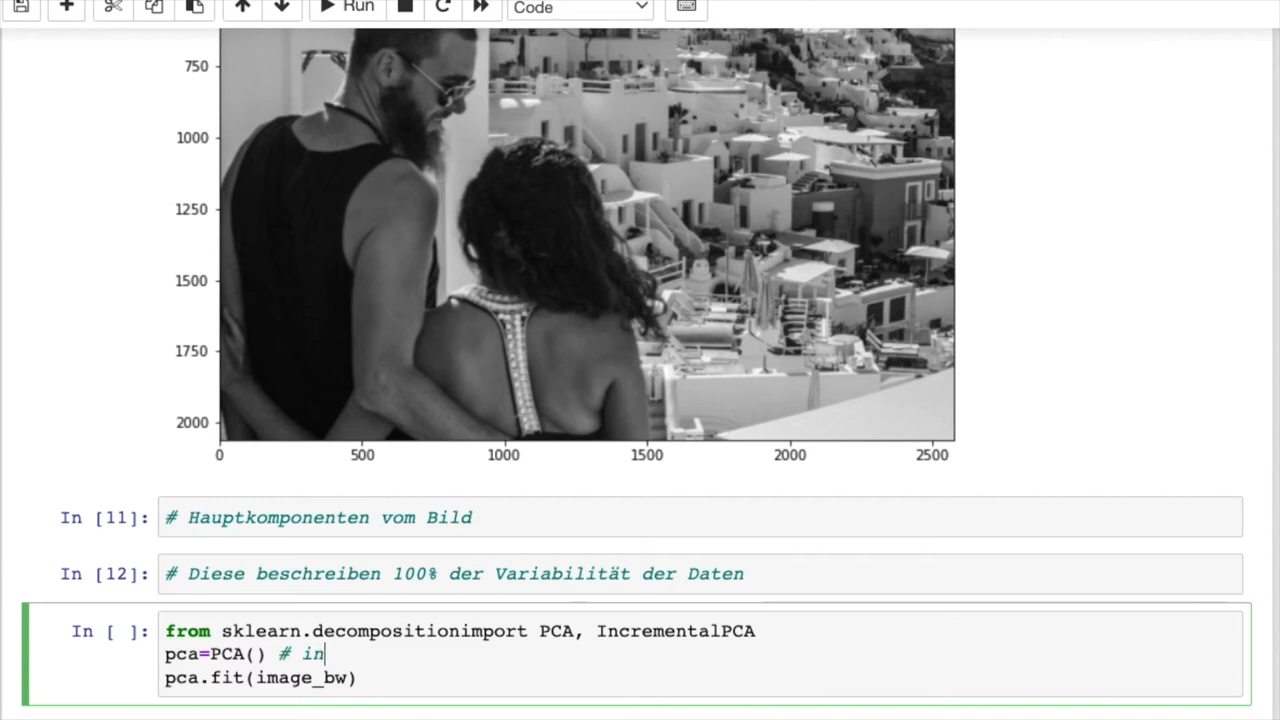 Run
Code
750
1000
1250
1500
1750
2000
0 500 1000 1500 2000 2500
In [11]: # Hauptkomponenten vom Bild
In [12]: # Diese beschreiben 100% der Variabilität der Daten
In [ ]: from sklearn.decompositionimport PCA, IncrementalPCA
pca=PCA() # in
pca.fit(image_bw)